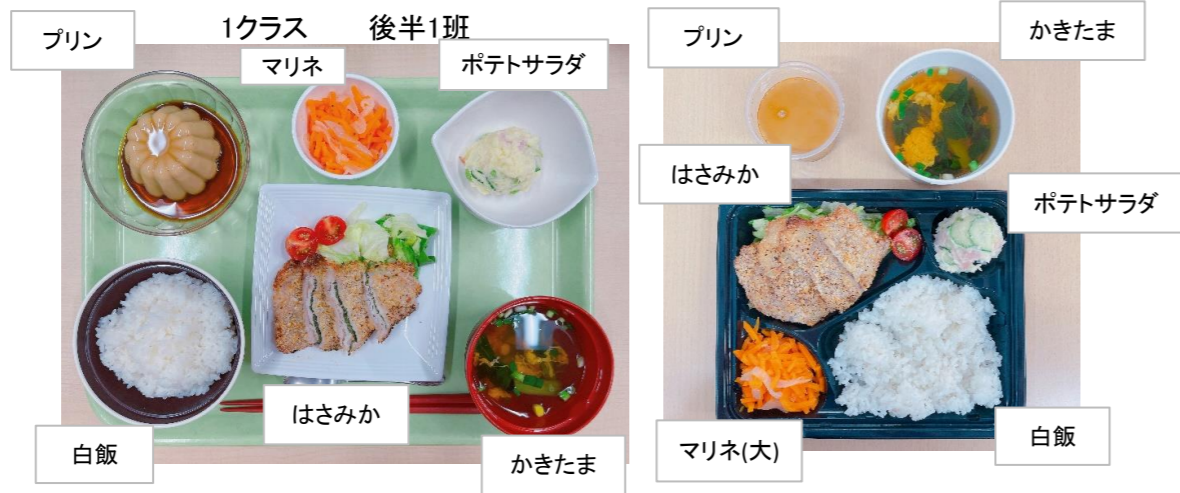 1クラス　　後半1班
プリン
マリネ
ポテトサラダ
白飯
はさみか
かきたま
プリン
かきたま
はさみか
ポテトサラダ
マリネ(大)
白飯